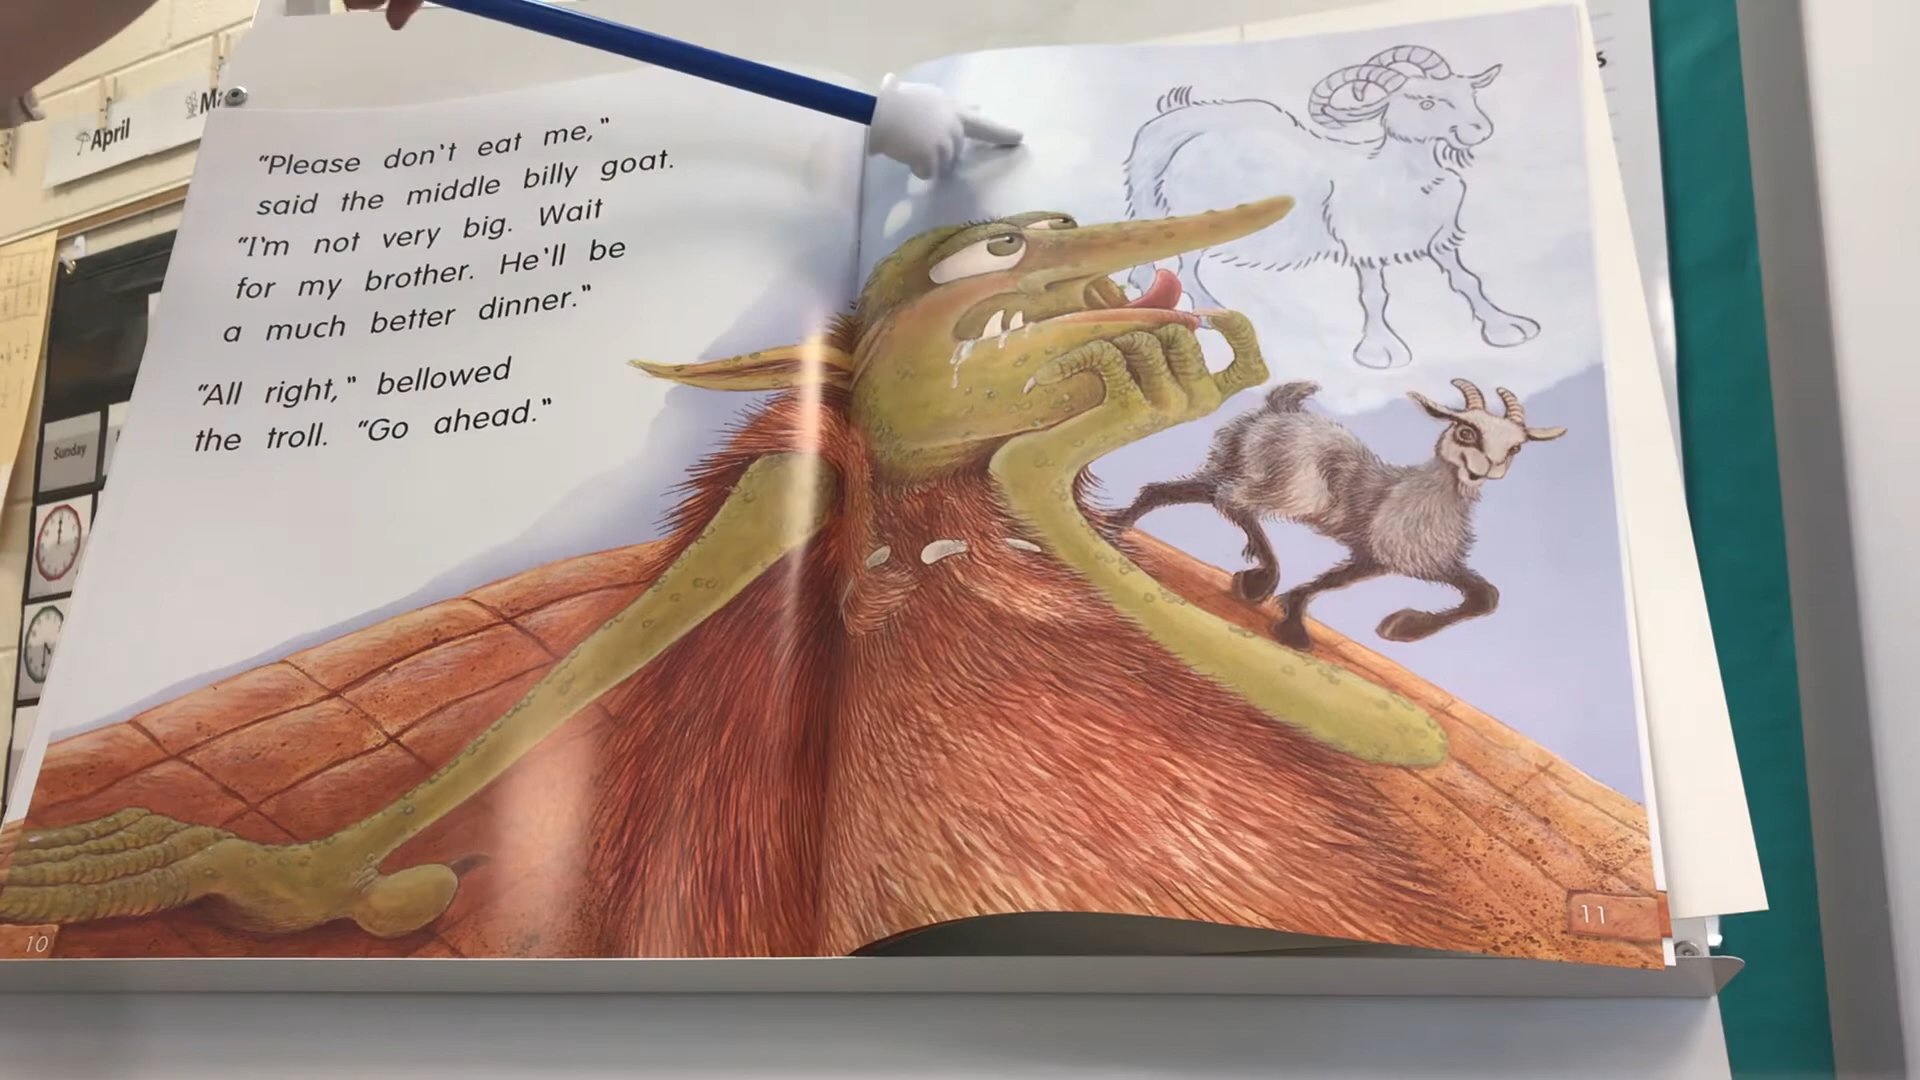 April
Ma
"Please don't eat me,"
said the middle billy goat.
"I'm not very big. Wait
for my brother. He'll be
a much better dinner."
"All right," bellowed
the troll. "Go ahead."
Sunday
10
11